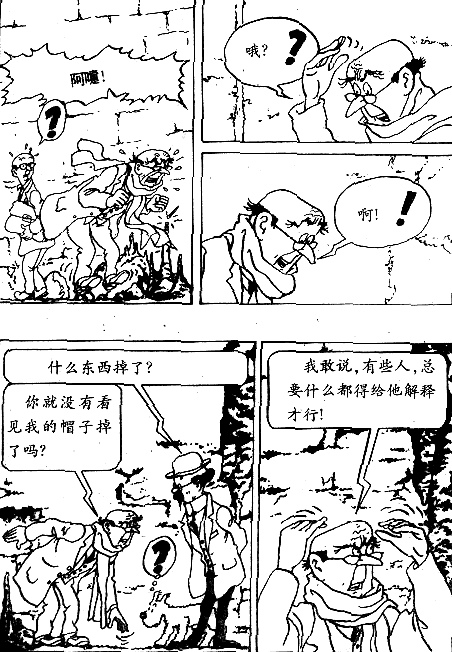 阿嚏!
?
哦? ?
啊! !
什么东西掉了?
你就没有看
见我的帽子掉
了吗?
?
我敢说,有些人,总
要什么都得给他解释
才行!